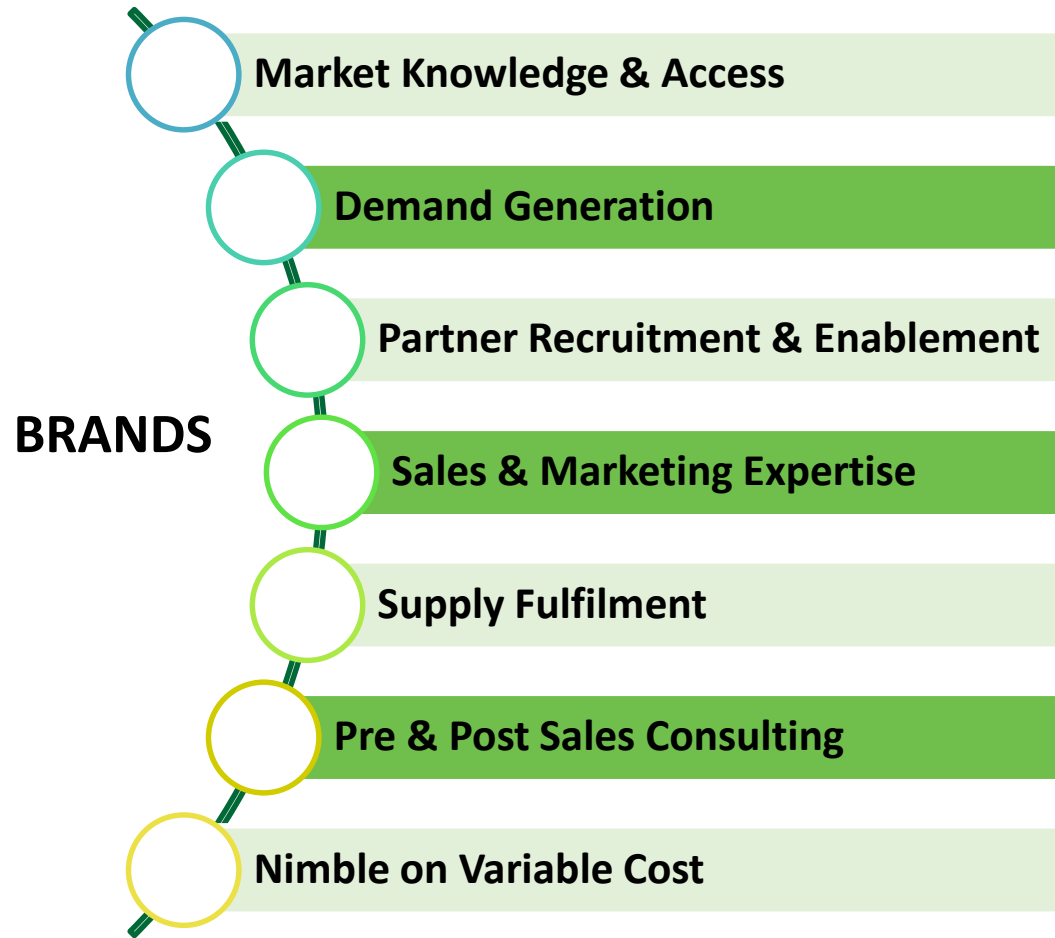 Market Knowledge & Access
Demand Generation
Partner Recruitment & Enablement
BRANDS
Sales & Marketing Expertise
Supply Fulfilment
Pre & Post Sales Consulting
Nimble on Variable Cost